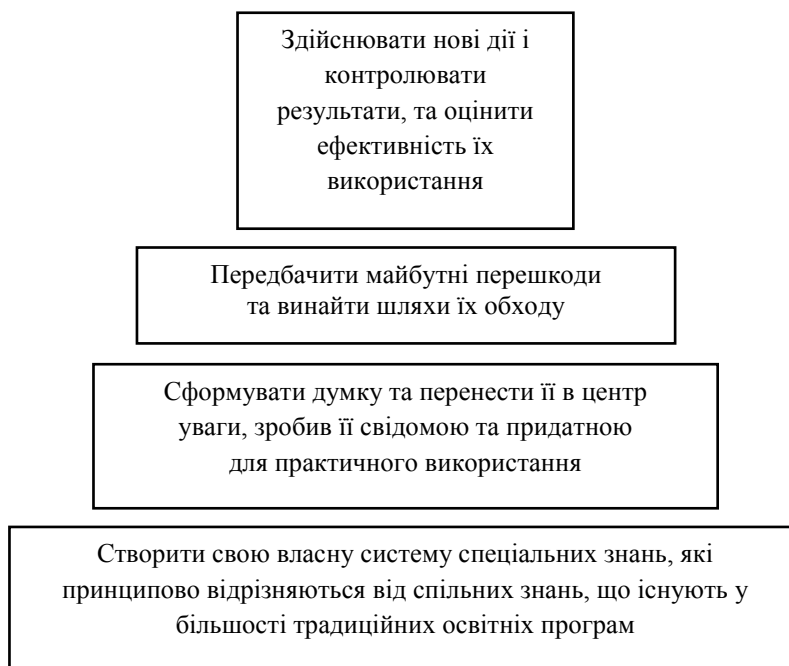 Здійснювати нові дії і
контролювати
результати, та оцінити
ефективність їх
використання
Передбачити майбутні перешкоди
та винайти шляхи їх обходу
Сформувати думку та перенести її в центр
уваги, зробив її свідомою та придатною
для практичного використання
Створити свою власну систему спеціальних знань, які
принципово відрізняються від спільних знань, що існують у
більшості традиційних освітніх програм